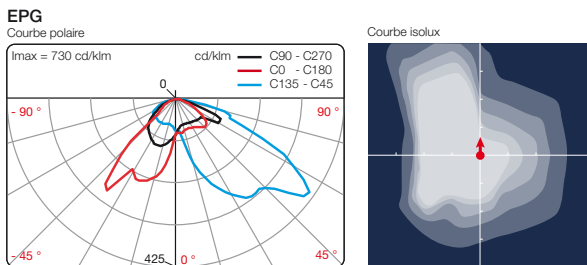 EPG
Courbe polaire
Courbe isolux
Imax = 730 cd/klm
cd/klm
C90 - C270
C0 - C180
C135 - C45
0
- 90 °
90 °
- 45 °
425
0 °
45 °